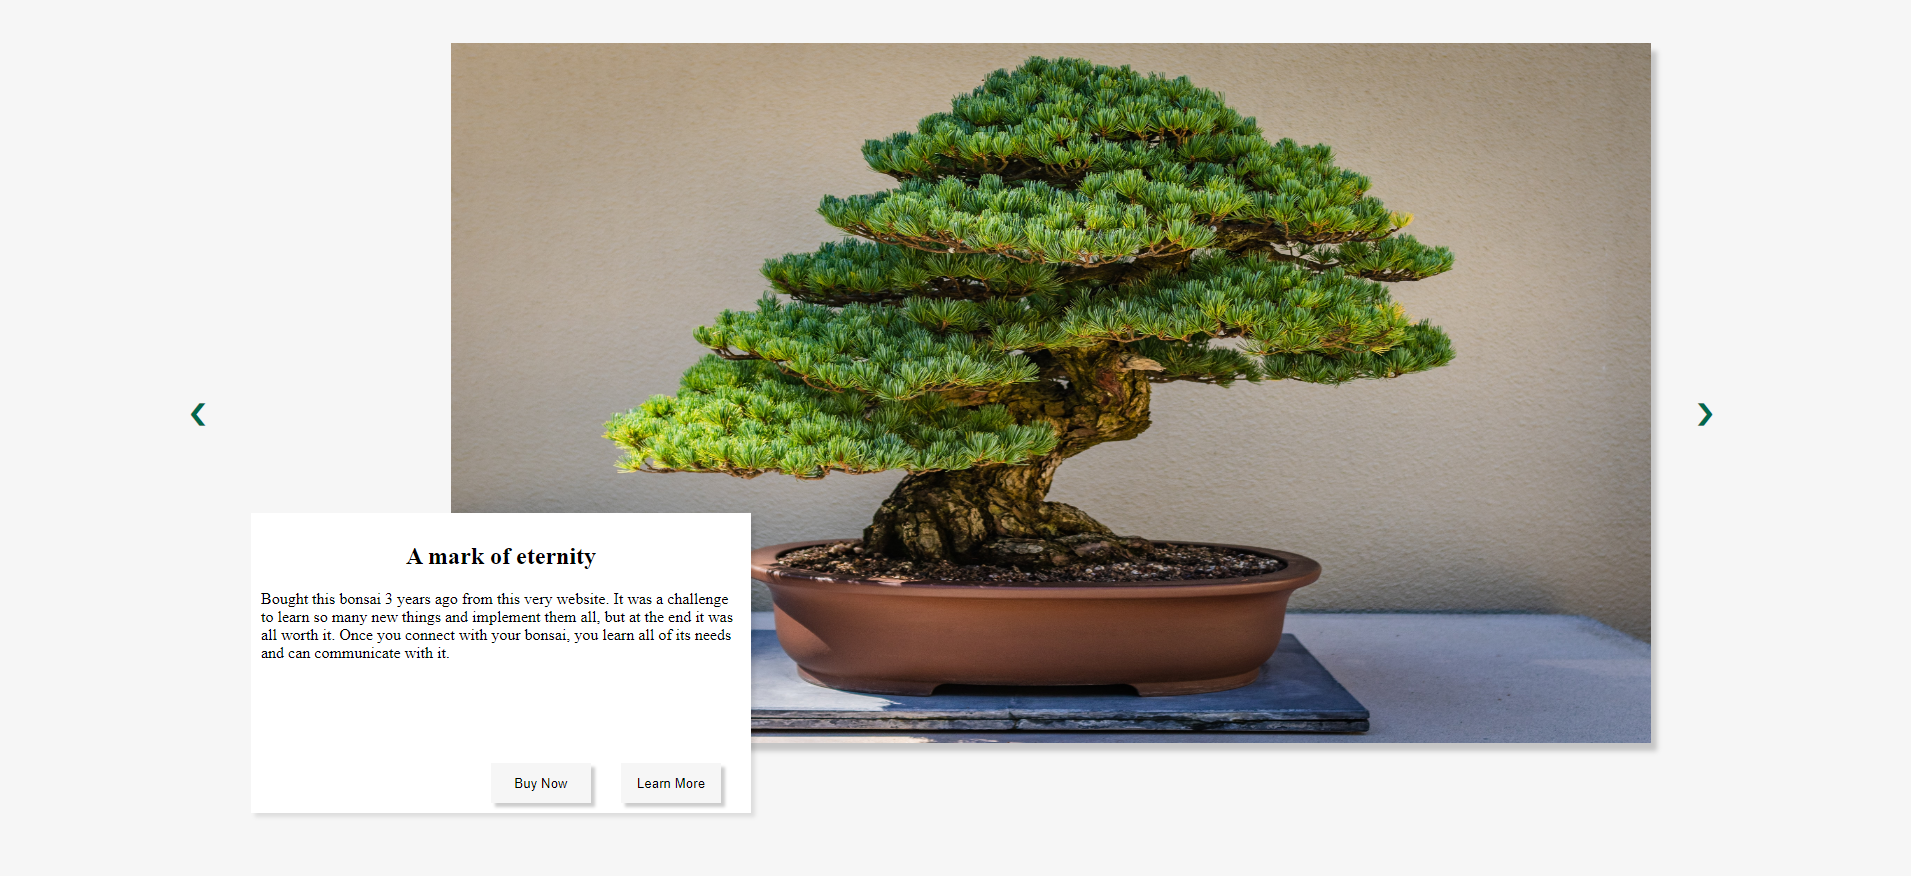 A mark of eternity
Bought this bonsai 3 years ago from this very website. It was a challenge
to learn so many new things and implement them all, but at the end it was
all worth it. Once you connect with your bonsai, you learn all of its needs
and can communicate with it.
Buy Now
Learn More